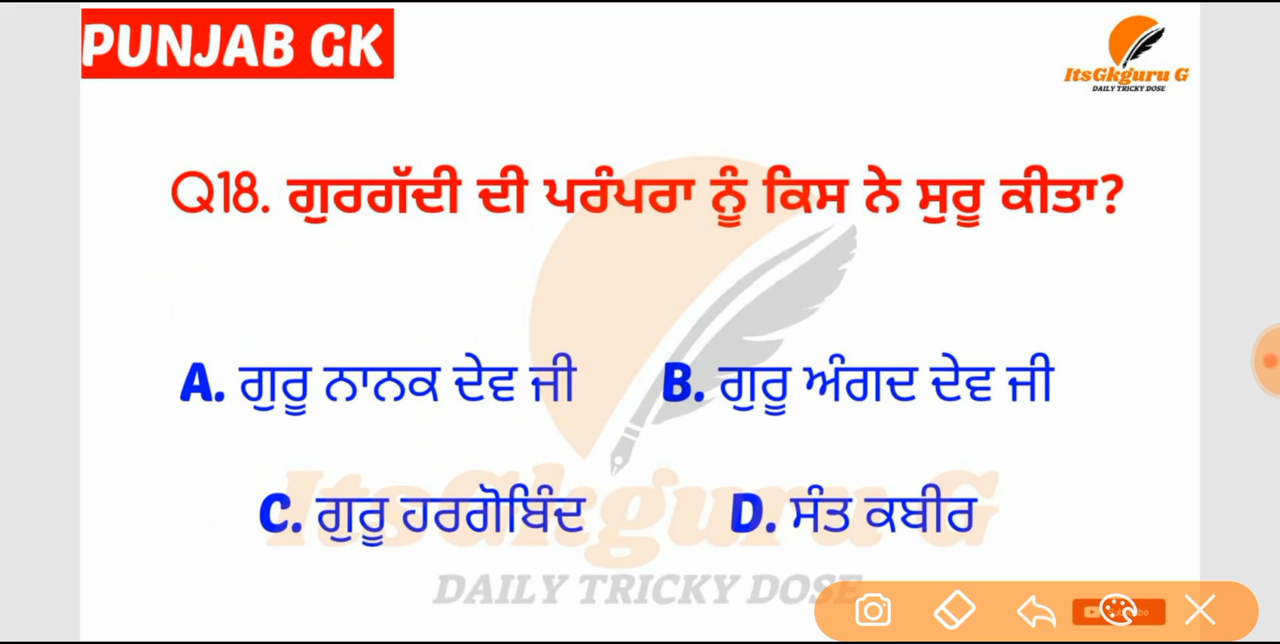 PUNJAB GK
ItsGkguru G
DAILY TRICKY DOSE
Q18. ਗੁਰਗੱਦੀ ਦੀ ਪਰੰਪਰਾ ਨੂੰ ਕਿਸ ਨੇ ਸੁਰੂ ਕੀਤਾ?
A. ਗੁਰੂ ਨਾਨਕ ਦੇਵ ਜੀ B. ਗੁਰੂ ਅੰਗਦ ਦੇਵ ਜੀ
C. ਗੁਰੂ ਹਰਗੋਬਿੰਦ D. ਸੰਤ ਕਬੀਰ
ItsGkguru G
DAILY TRICKY DOSE